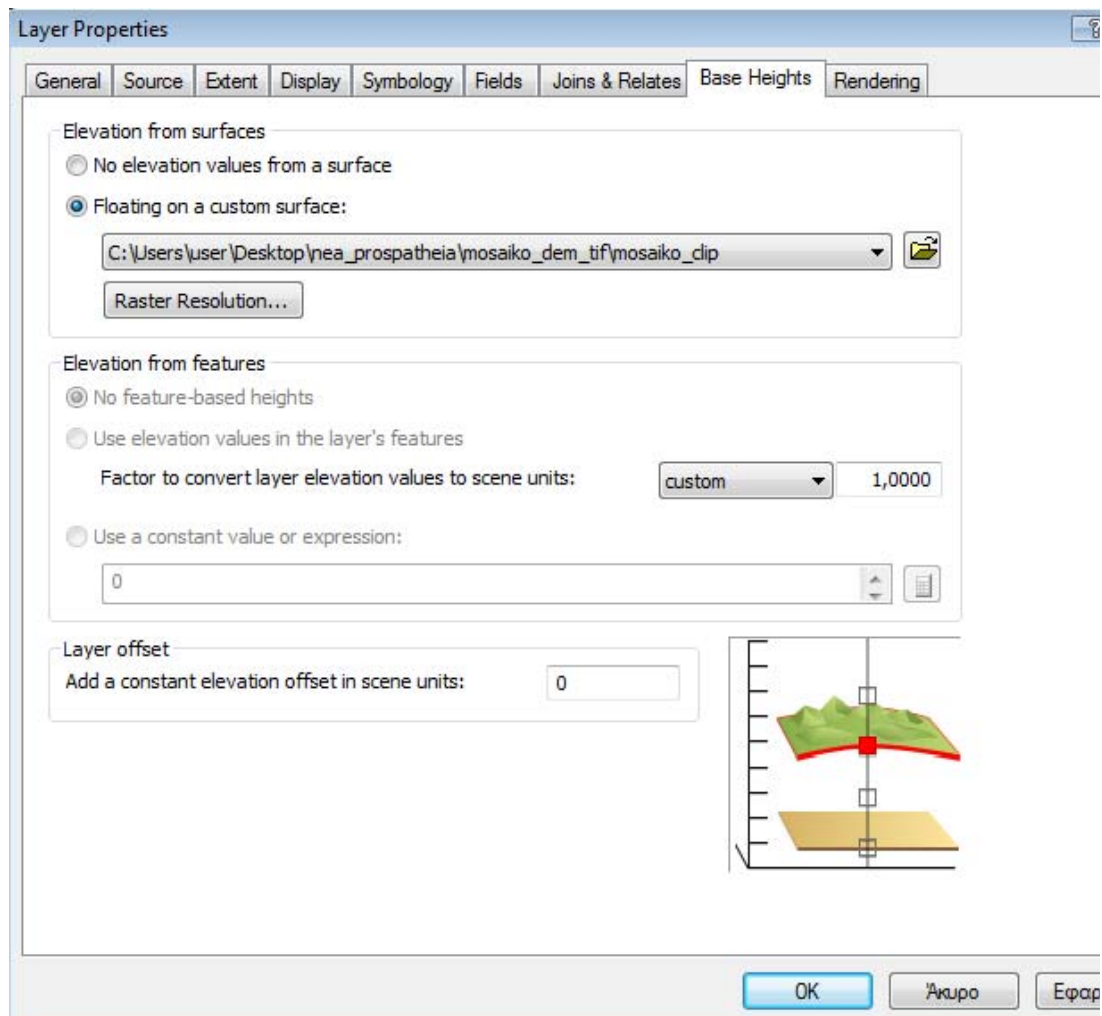 Layer Properties
General Source Extent Display Symbology Fields Joins & Relates Base Heights Rendering
Elevation from surfaces
No elevation values from a surface
Floating on a custom surface:
C:\Users\user\Desktop\nea_prospatheia\mosaiko_dem_tif\mosaiko_clip
Raster Resolution...
Elevation from features
No feature-based heights
Use elevation values in the layer's features
Factor to convert layer elevation values to scene units: custom 1,0000
Use a constant value or expression:
0
Layer offset
Add a constant elevation offset in scene units: 0
OK Άκυρο Εφαρ